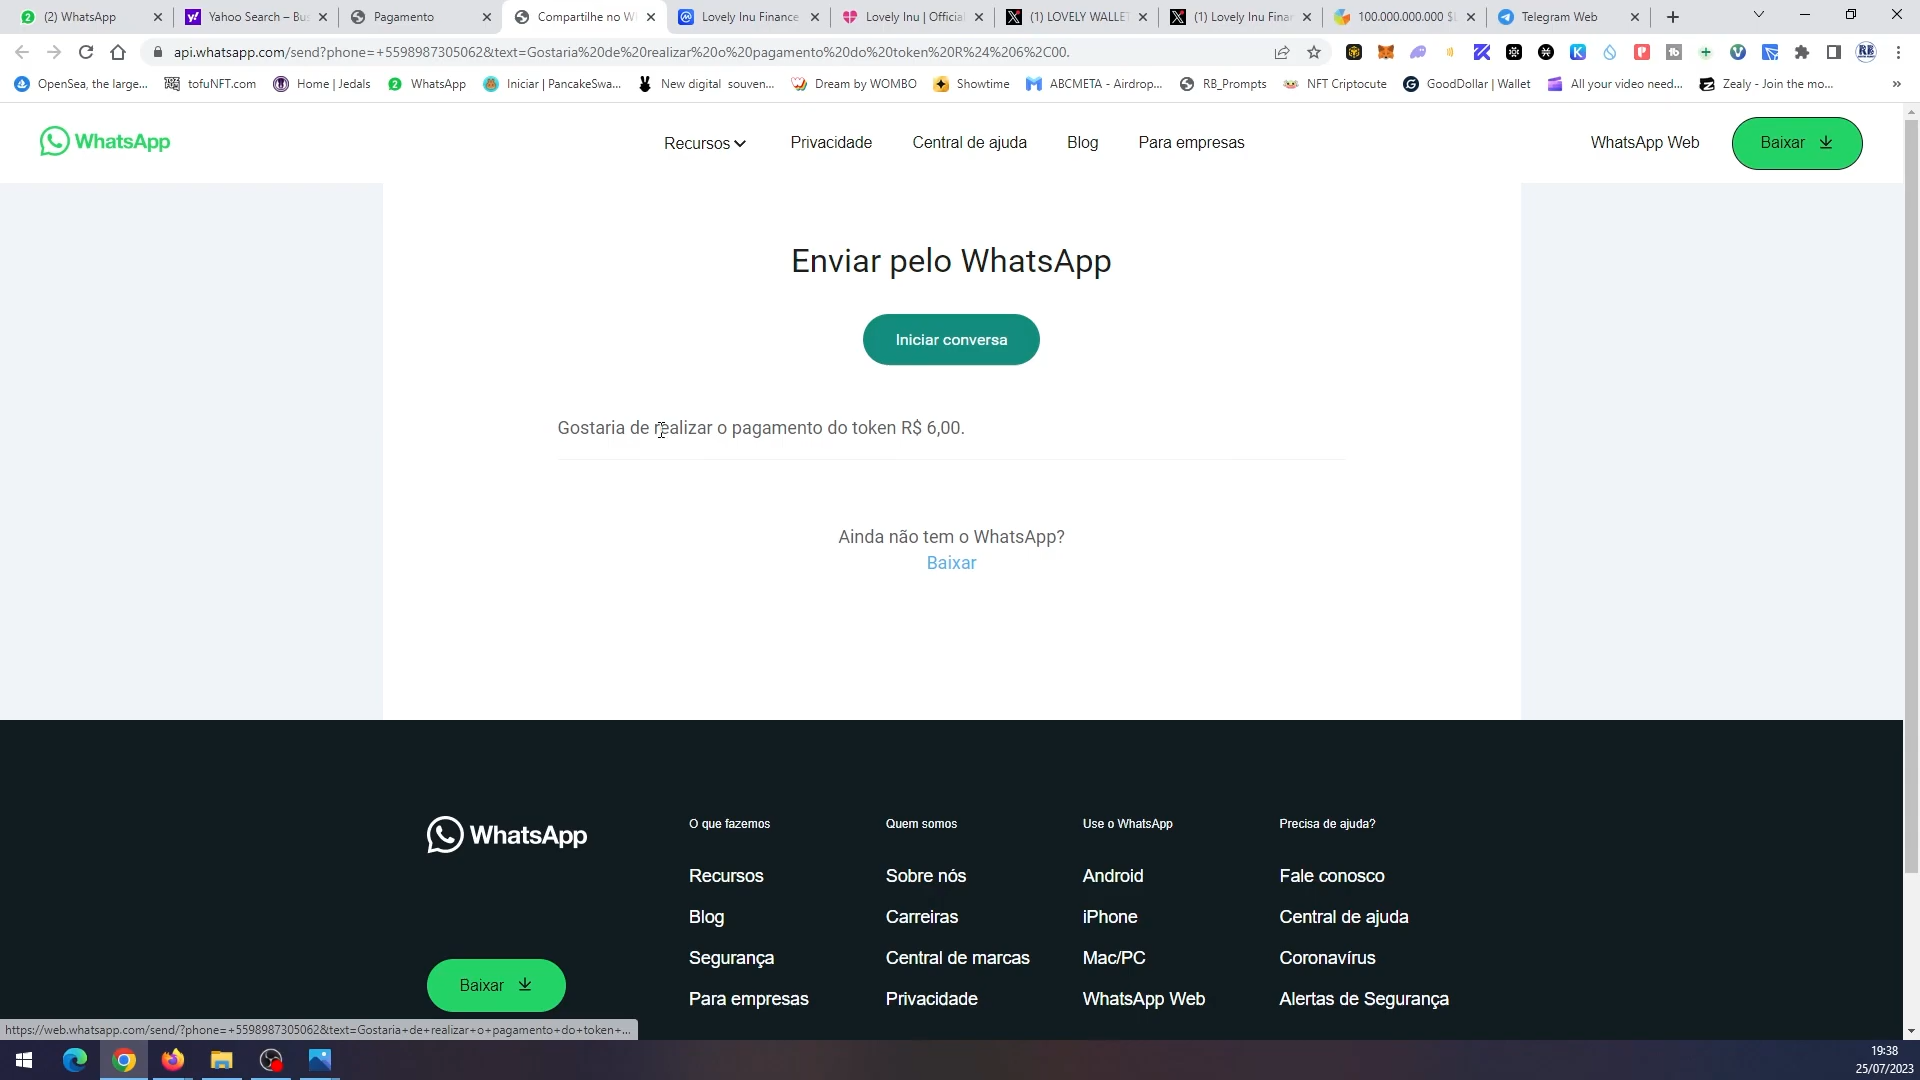 (2) WhatsApp
Yahoo Search – Bus
Pagamento
Compartilhe no W
Lovely Inu Finance
Lovely Inu | Official
(1) LOVELY WALLET
(1) Lovely Inu Finan
100.000.000.000 $L
Telegram Web
api.whatsapp.com/send?phone=+5598987305062&text=Gostaria%20de%20realizar%20o%20pagamento%20do%20token%20R%24%206%2C00.
OpenSea, the large...
tofuNFT.com
Home | Jedals
WhatsApp
Iniciar | PancakeSwa...
New digital souven...
Dream by WOMBO
Showtime
ABCMETA - Airdrop...
RB_Prompts
NFT Criptocute
GoodDollar | Wallet
All your video need...
Zealy - Join the mo...
WhatsApp
Recursos
Privacidade
Central de ajuda
Blog
Para empresas
WhatsApp Web
Baixar
Enviar pelo WhatsApp
Iniciar conversa
Gostaria de realizar o pagamento do token R$ 6,00.
Ainda não tem o WhatsApp?
Baixar
WhatsApp
Baixar
O que fazemos
Recursos
Blog
Segurança
Para empresas
Quem somos
Sobre nós
Carreiras
Central de marcas
Privacidade
Use o WhatsApp
Android
iPhone
Mac/PC
WhatsApp Web
Precisa de ajuda?
Fale conosco
Central de ajuda
Coronavírus
Alertas de Segurança
https://web.whatsapp.com/send/?phone=+5598987305062&text=Gostaria+de+realizar+o+pagamento+do+token+...
19:38
25/07/2023